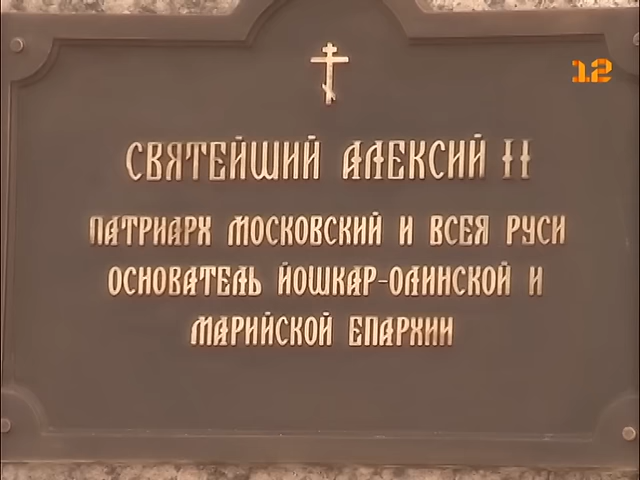 12
СВЯТЕЙШИЙ АЛЕКСИЙ II
ПАТРИАРХ МОСКОВСКИЙ И ВСЕЯ РУСИ
ОСНОВАТЕЛЬ ЙОШКАР-ОЛИНСКОЙ И
МАРИЙСКОЙ ЕПАРХИИ